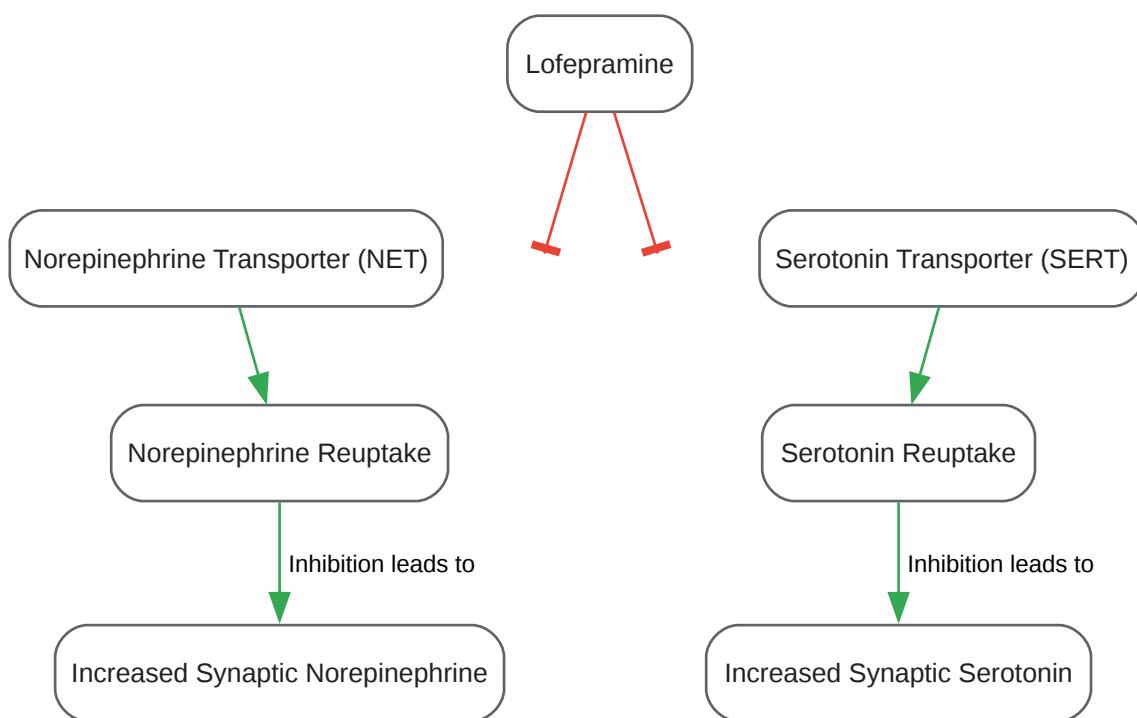 Lofepramine
Norepinephrine Transporter (NET)
Serotonin Transporter (SERT)
Norepinephrine Reuptake
Serotonin Reuptake
Inhibition leads to
Inhibition leads to
Increased Synaptic Norepinephrine
Increased Synaptic Serotonin